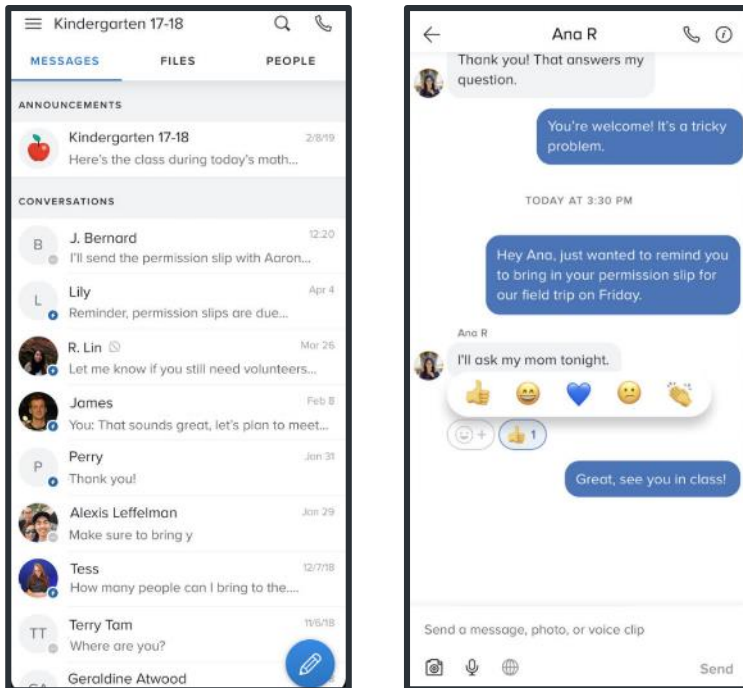 Kindergarten 17-18
MESSAGES FILES PEOPLE
ANNOUNCEMENTS
Kindergarten 17-18 2/8/19
Here's the class during today's math...
CONVERSATIONS
B J. Bernard 12:20
I'll send the permission slip with Aaron...
L Lily Apr 4
Reminder, permission slips are due...
R. Lin Mar 26
Let me know if you still need volunteers...
James Feb 8
You: That sounds great, let's plan to meet...
P Perry Jan 31
Thank you!
Alexis Leffelman Jan 29
Make sure to bring y
Tess 12/7/18
How many people can I bring to the....
TT Terry Tam 11/6/18
Where are you?
Geraldine Atwood
Ana R
Thank you! That answers my
question.
You're welcome! It's a tricky
problem.
TODAY AT 3:30 PM
Hey Ana, just wanted to remind you
to bring in your permission slip for
our field trip on Friday.
Ana R
I'll ask my mom tonight.
1
Great, see you in class!
Send a message, photo, or voice clip
Send